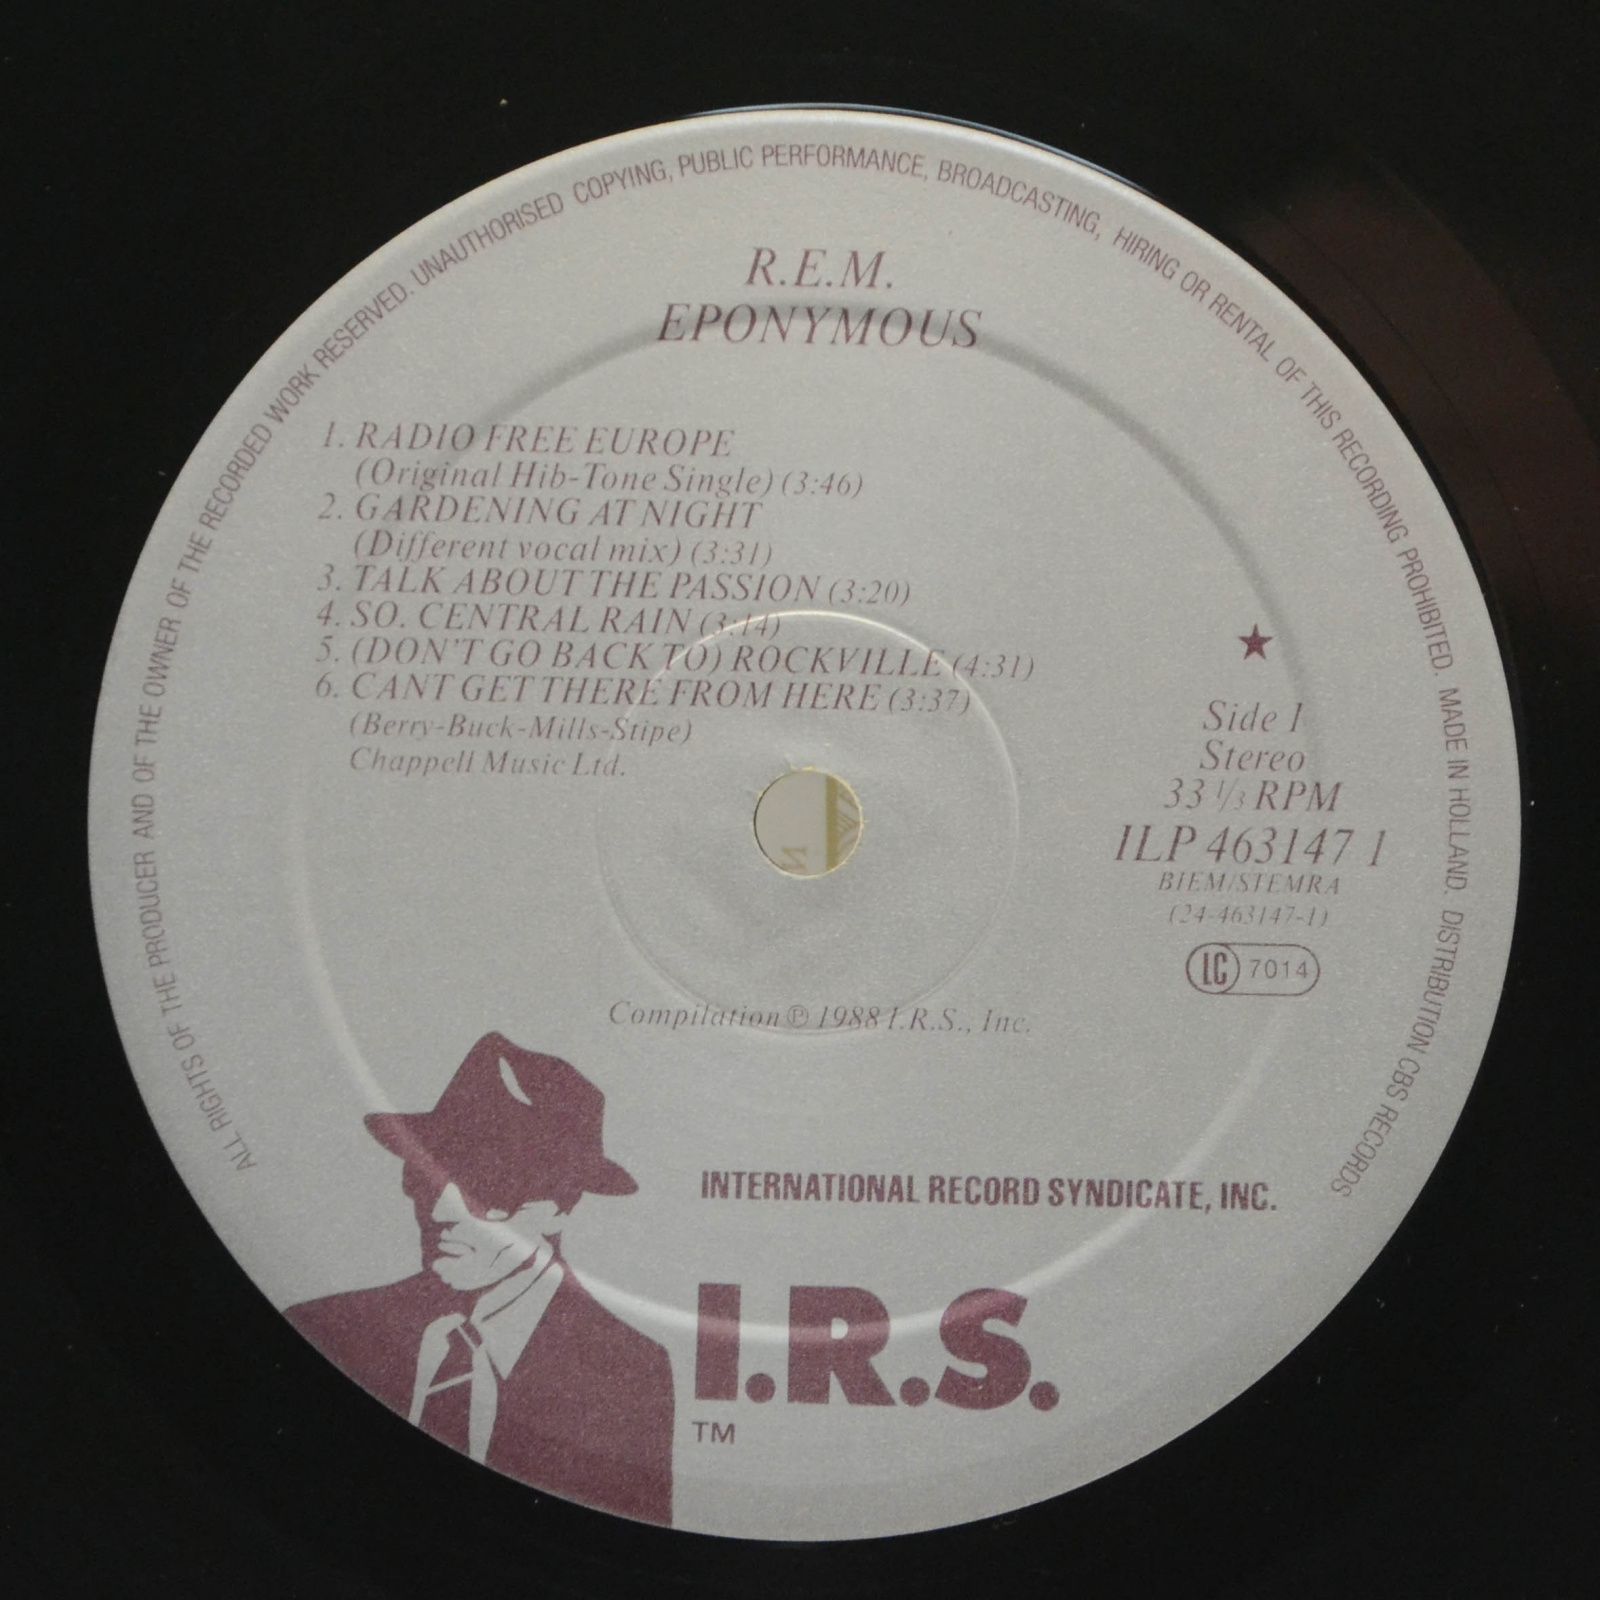 ALL RIGHTS OF THE PRODUCER AND OF THE OWNER OF THE RECORDED WORK RESERVED. UNAUTHORISED COPYING, PUBLIC PERFORMANCE, BROADCASTING, HIRING OR RENTAL OF THIS RECORDING PROHIBITED. MADE IN HOLLAND. DISTRIBUTION CBS RECORDS
R.E.M.
EPONYMOUS
1. RADIO FREE EUROPE
(Original Hib-Tone Single) (3:46)
2. GARDENING AT NIGHT
(Different vocal mix) (3:31)
3. TALK ABOUT THE PASSION (3:20)
4. SO. CENTRAL RAIN (3:14)
5. (DON'T GO BACK TO) ROCKVILLE (4:31)
6. CANT GET THERE FROM HERE (3:37)
(Berry-Buck-Mills-Stipe)
Chappell Music Ltd.
Side 1
Stereo
33 1/3 RPM
ILP 463147 1
BIEM/STEMRA
(24-463147-1)
LC 7014
Compilation ℗ 1988 I.R.S., Inc.
INTERNATIONAL RECORD SYNDICATE, INC.
I.R.S.
TM